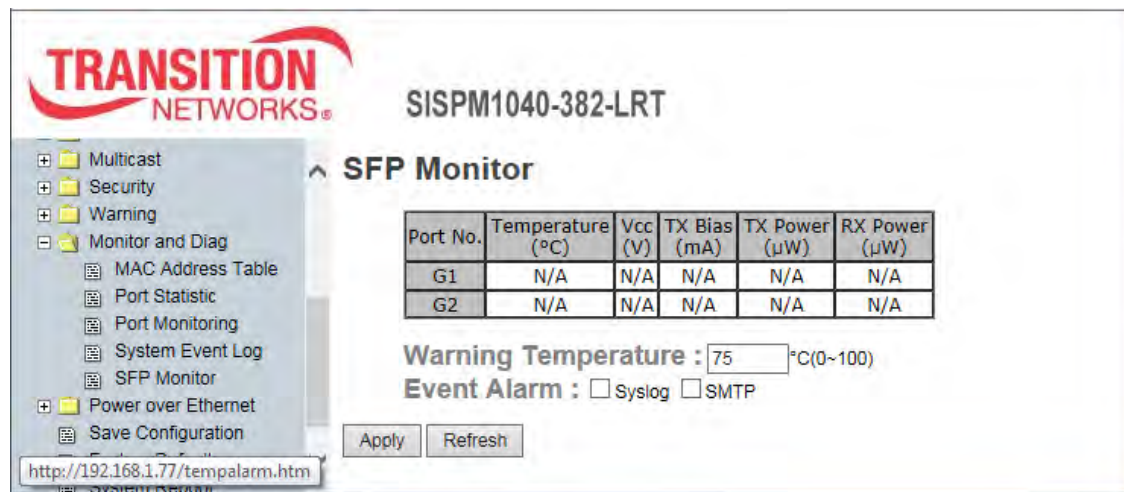 TRANSITION
NETWORKS®
SISPM1040-382-LRT
Multicast
Security
Warning
Monitor and Diag
MAC Address Table
Port Statistic
Port Monitoring
System Event Log
SFP Monitor
Power over Ethernet
Save Configuration
http://192.168.1.77/tempalarm.htm
System Reboot
SFP Monitor
Port No. Temperature (°C) Vcc (V) TX Bias (mA) TX Power (µW) RX Power (µW)
G1 N/A N/A N/A N/A N/A
G2 N/A N/A N/A N/A N/A
Warning Temperature : 75 °C(0~100)
Event Alarm : Syslog SMTP
Apply Refresh